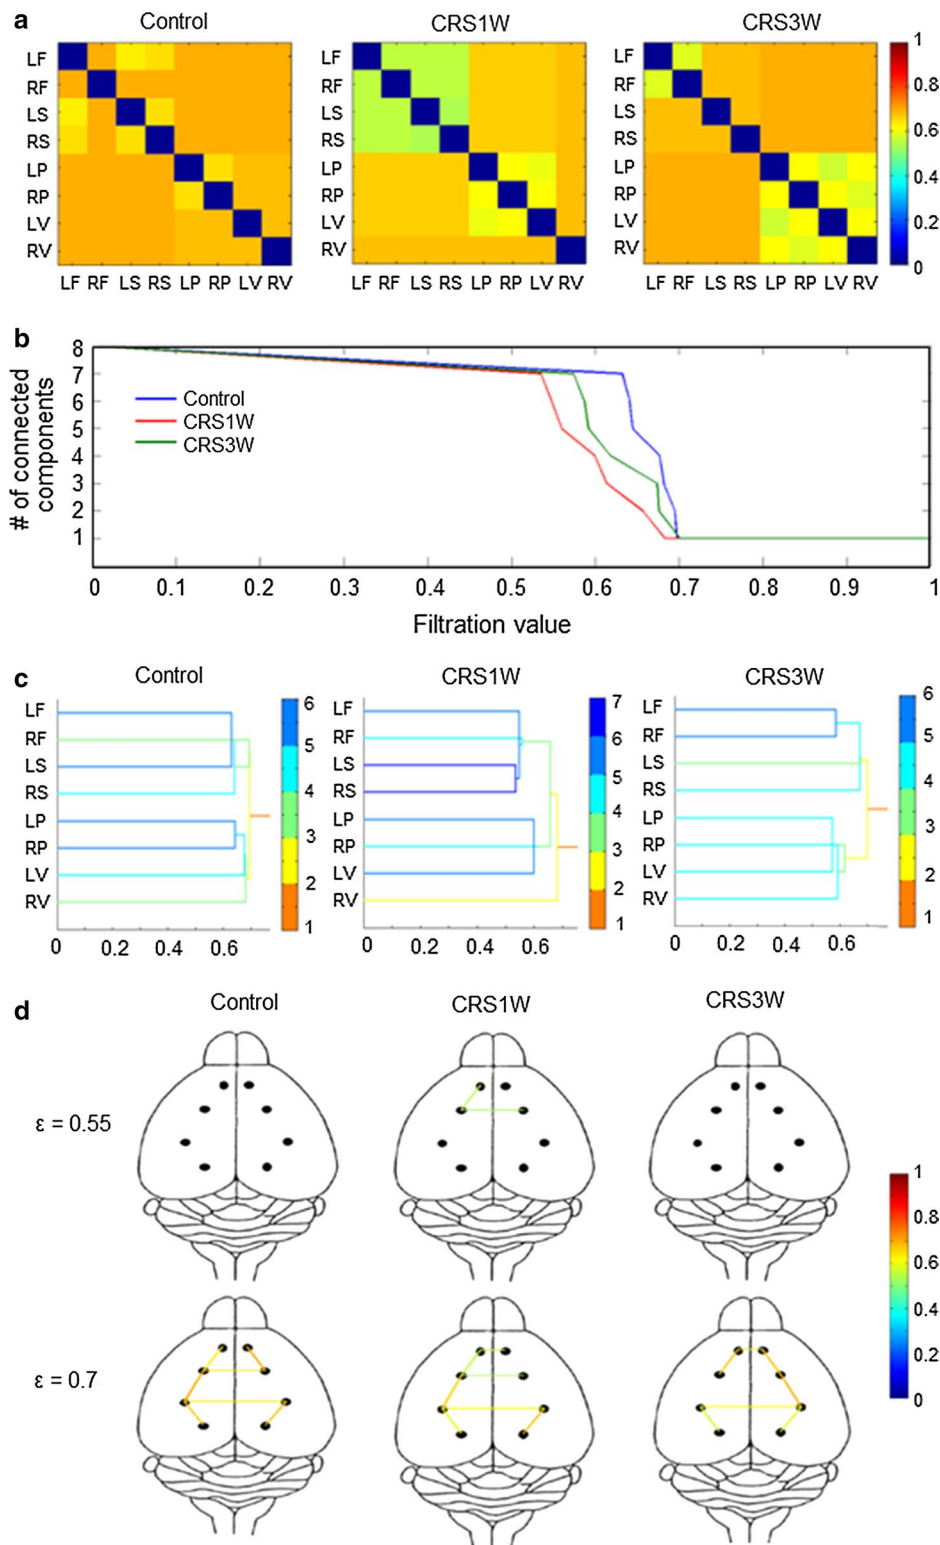 a
Control CRS1W CRS3W
LF
RF
LS
RS
LP
RP
LV
RV
LF RF LS RS LP RP LV RV
LF
RF
LS
RS
LP
RP
LV
RV
LF RF LS RS LP RP LV RV
LF
RF
LS
RS
LP
RP
LV
RV
LF RF LS RS LP RP LV RV
1
0.8
0.6
0.4
0.2
0
b
# of connected
components
8
7
6
5
4
3
2
1
Control
CRS1W
CRS3W
0 0.1 0.2 0.3 0.4 0.5 0.6 0.7 0.8 0.9 1
Filtration value
c
Control CRS1W CRS3W
LF
RF
LS
RS
LP
RP
LV
RV
0 0.2 0.4 0.6
6
5
4
3
2
1
LF
RF
LS
RS
LP
RP
LV
RV
0 0.2 0.4 0.6
7
6
5
4
3
2
1
LF
RF
LS
RS
LP
RP
LV
RV
0 0.2 0.4 0.6
6
5
4
3
2
1
d
Control CRS1W CRS3W
ε = 0.55
ε = 0.7
1
0.8
0.6
0.4
0.2
0